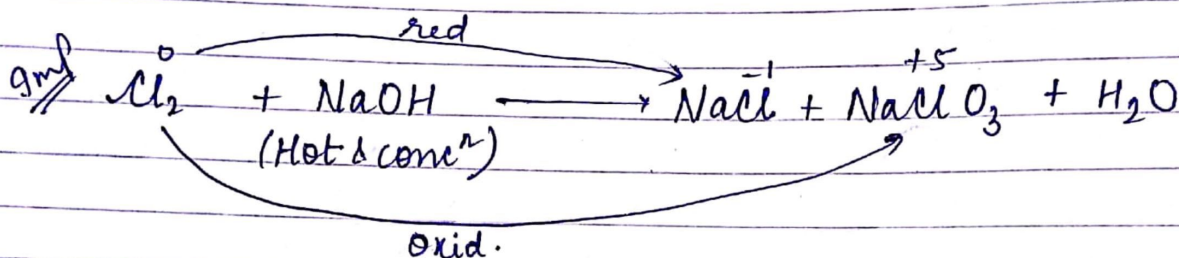 red
0 -1 +5
Imp Cl₂ + NaOH ⟶ NaCl + NaClO₃ + H₂O
(Hot & concⁿ)
Oxid.